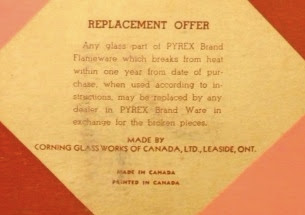 REPLACEMENT OFFER
Any glass part of PYREX Brand
Flameware which breaks from heat
within one year from date of pur-
chase, when used according to in-
structions, may be replaced by any
dealer in PYREX Brand Ware in
exchange for the broken pieces.
MADE BY
CORNING GLASS WORKS OF CANADA, LTD., LEASIDE, ONT.
MADE IN CANADA
PRINTED IN CANADA